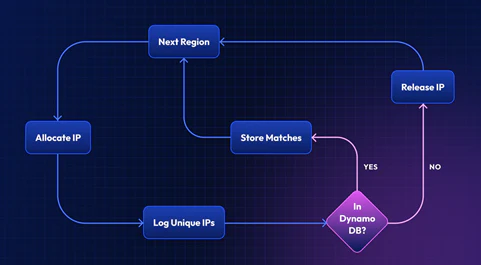 Next Region
Release IP
Allocate IP
Store Matches
YES
NO
Log Unique IPs
In
Dynamo
DB?